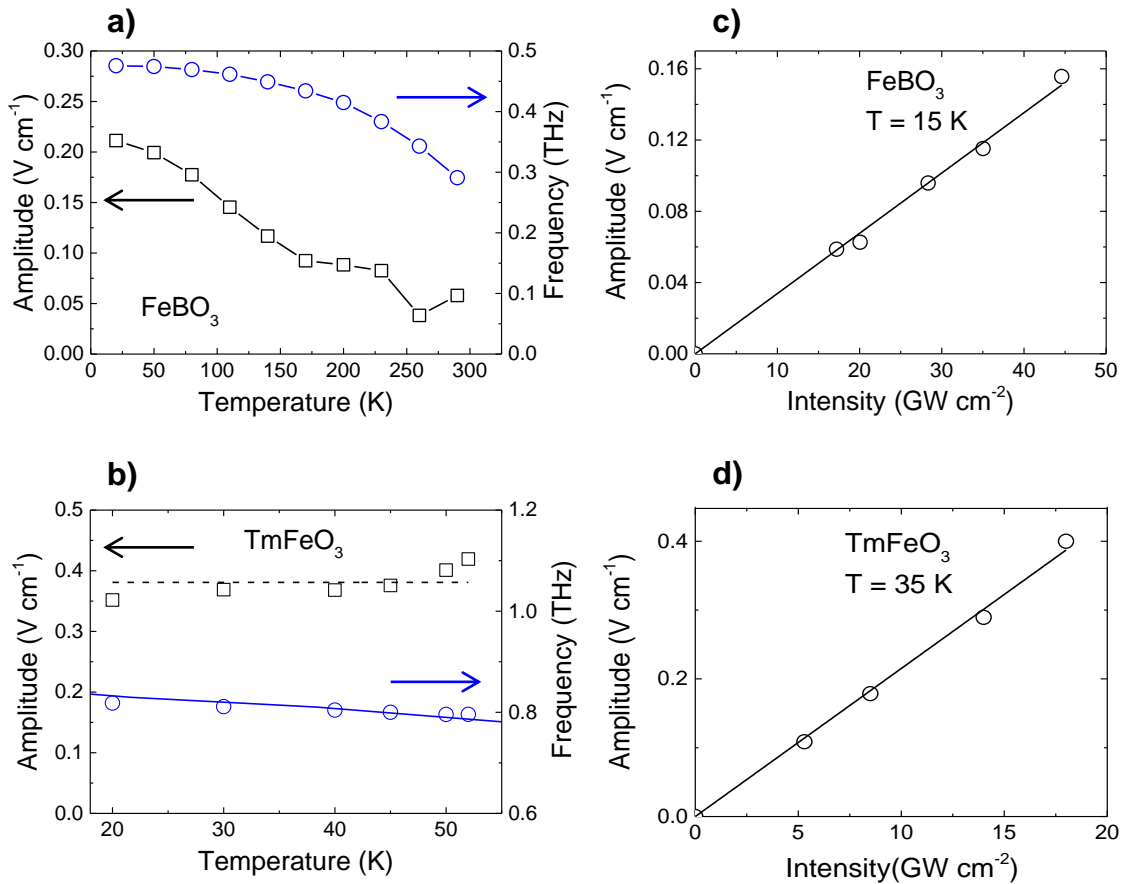 a)
0.30
0.25
0.20
0.15
0.10
0.05
0.00
Amplitude (V cm⁻¹)
0.5
0.4
0.3
0.2
0.1
0.0
Frequency (THz)
FeBO₃
0 50 100 150 200 250 300
Temperature (K)
c)
0.16
0.12
0.08
0.04
0.00
Amplitude (V cm⁻¹)
FeBO₃
T = 15 K
0 10 20 30 40 50
Intensity (GW cm⁻²)
b)
0.5
0.4
0.3
0.2
0.1
0.0
Amplitude (V cm⁻¹)
1.2
1.0
0.8
0.6
Frequency (THz)
TmFeO₃
20 30 40 50
Temperature (K)
d)
0.4
0.2
0.0
Amplitude (V cm⁻¹)
TmFeO₃
T = 35 K
0 5 10 15 20
Intensity(GW cm⁻²)